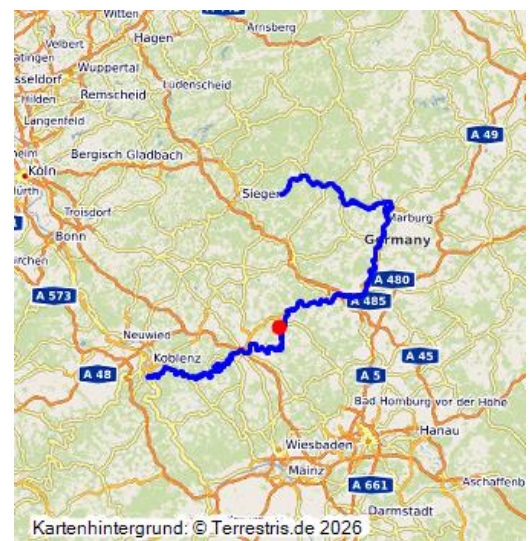 Witten
Arnsberg
Velbert
Hagen
Wuppertal
sseldorf
Lüdenscheid
Hilden
Remscheid
Langenfeld
A 49
Bergisch Gladbach
Köln
Siegen
Hürth
Marburg
Troisdorf
Germany
Bonn
A 480
A 573
A 485
Neuwied
Koblenz
A 48
A 45
A 5
Bad Homburg vor der Höhe
Hanau
Wiesbaden
Mainz
Aschaffenb
A 661
Darmstadt
Kartenhintergrund: © Terrestris.de 2026